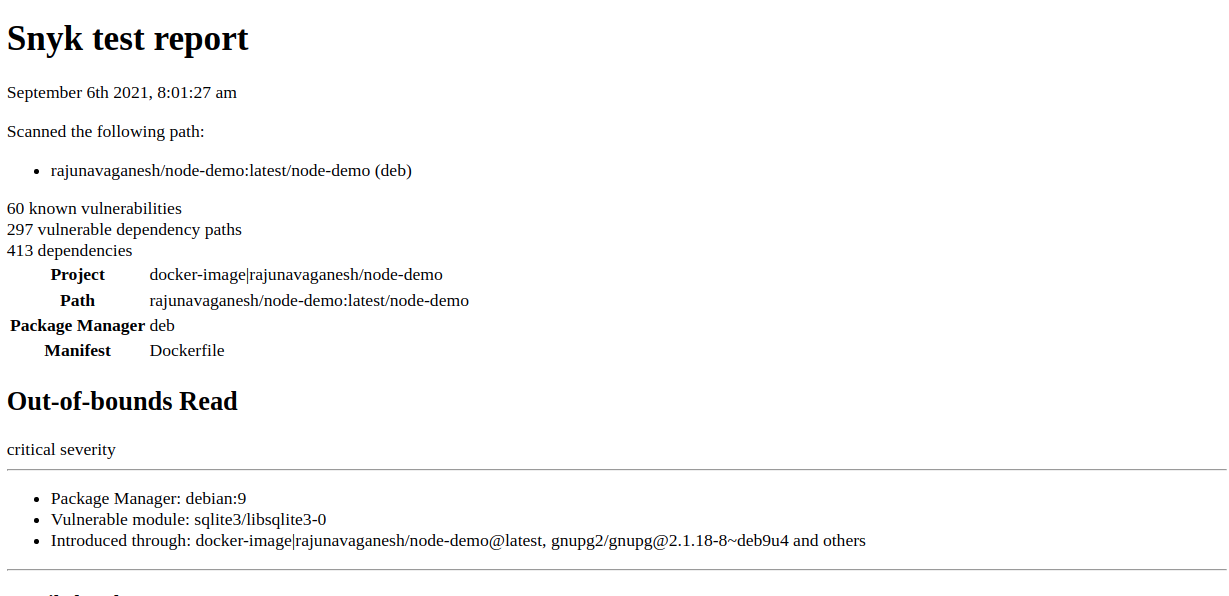 Snyk test report
September 6th 2021, 8:01:27 am
Scanned the following path:
rajunavaganesh/node-demo:latest/node-demo (deb)
60 known vulnerabilities
297 vulnerable dependency paths
413 dependencies
Project docker-image|rajunavaganesh/node-demo
Path rajunavaganesh/node-demo:latest/node-demo
Package Manager deb
Manifest Dockerfile
Out-of-bounds Read
critical severity
Package Manager: debian:9
Vulnerable module: sqlite3/libsqlite3-0
Introduced through: docker-image|rajunavaganesh/node-demo@latest, gnupg2/gnupg@2.1.18-8~deb9u4 and others